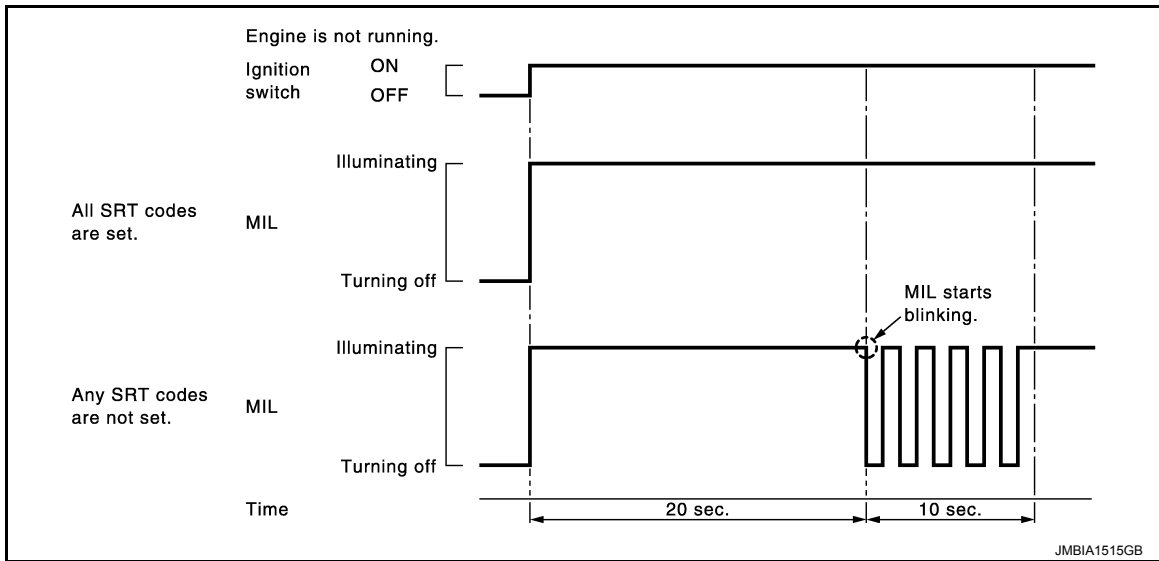 Engine is not running.
Ignition
switch
ON
OFF
Illuminating
All SRT codes
are set.
MIL
Turning off
MIL starts
blinking.
Illuminating
Any SRT codes
are not set.
MIL
Turning off
Time
20 sec.
10 sec.
JMBIA1515GB